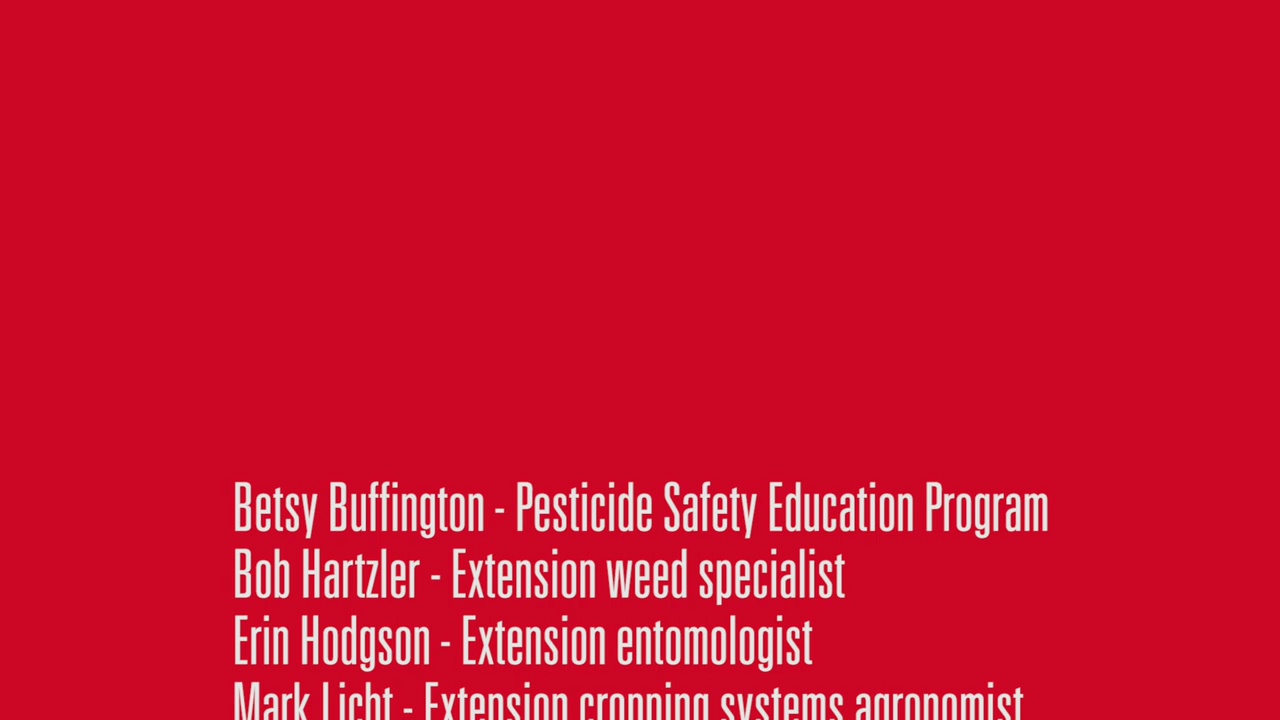 Betsy Buffington - Pesticide Safety Education Program
Bob Hartzler - Extension weed specialist
Erin Hodgson - Extension entomologist
Mark Licht - Extension cropping systems agronomist